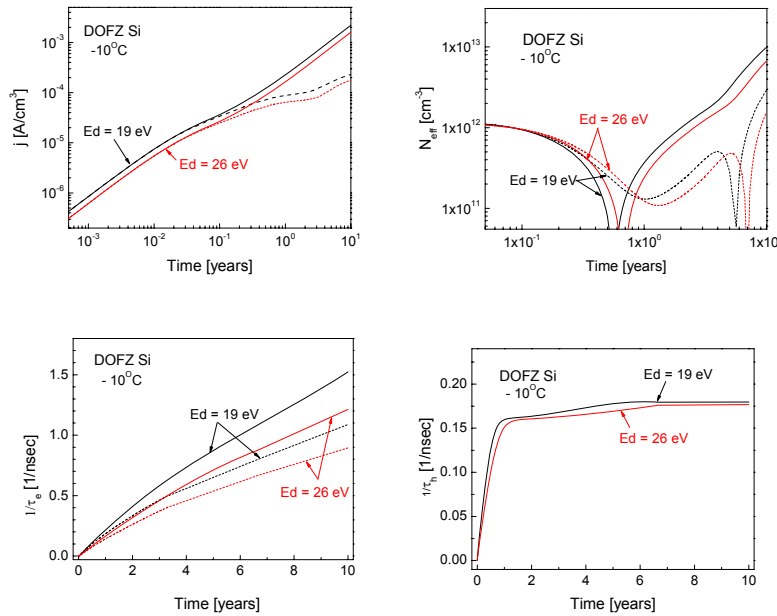 DOFZ Si
-10°C
Ed = 19 eV
Ed = 26 eV
j [A/cm³]
10⁻³
10⁻⁴
10⁻⁵
10⁻⁶
10⁻³ 10⁻² 10⁻¹ 10⁰ 10¹
Time [years]
DOFZ Si
- 10°C
Ed = 26 eV
Ed = 19 eV
N_eff [cm⁻³]
1x10¹³
1x10¹²
1x10¹¹
1x10⁻¹ 1x10⁰ 1x10
Time [years]
DOFZ Si
- 10°C
Ed = 19 eV
Ed = 26 eV
1/τ_e [1/nsec]
1.5
1.0
0.5
0.0
0 2 4 6 8 10
Time [years]
DOFZ Si
- 10°C
Ed = 19 eV
Ed = 26 eV
1/τ_h [1/nsec]
0.20
0.15
0.10
0.05
0.00
0 2 4 6 8 10
Time [years]